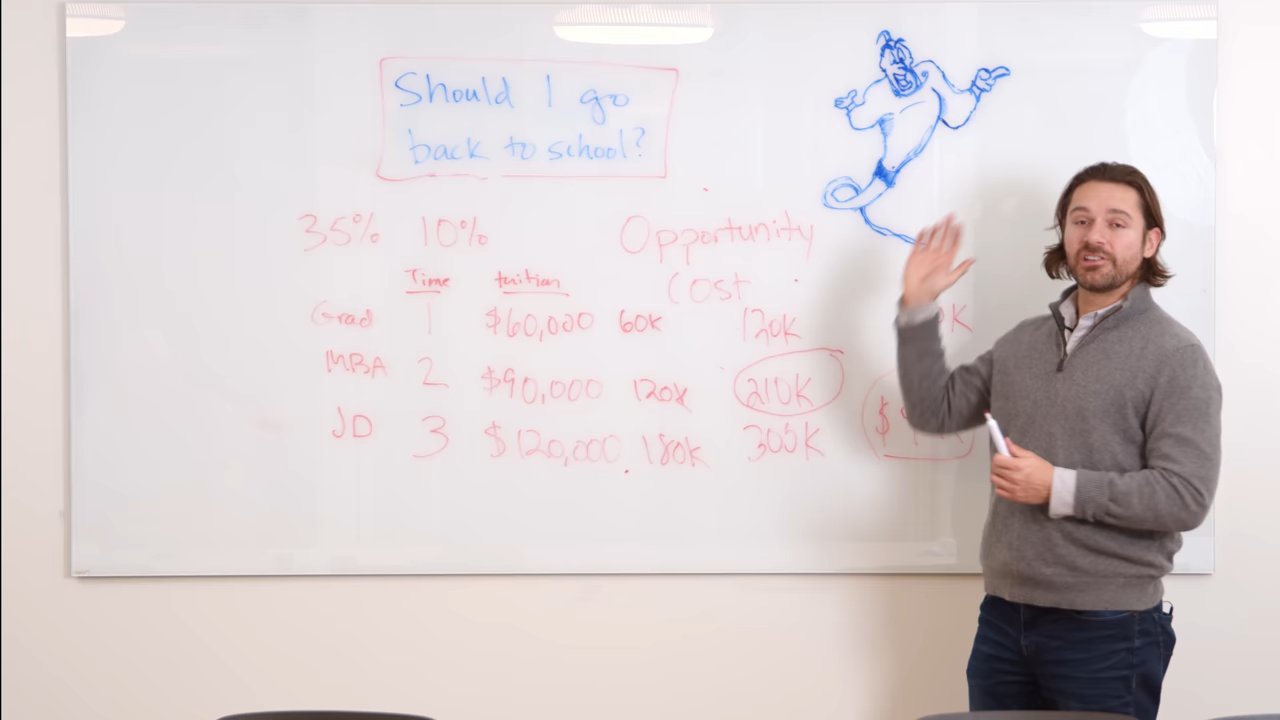 Should I go
back to school?
35% 10%
Opportunity
Cost
Time tuition
Grad 1 $60,000 60K 120K K
MBA 2 $90,000 120K 210K $
JD 3 $120,000 180K 300K